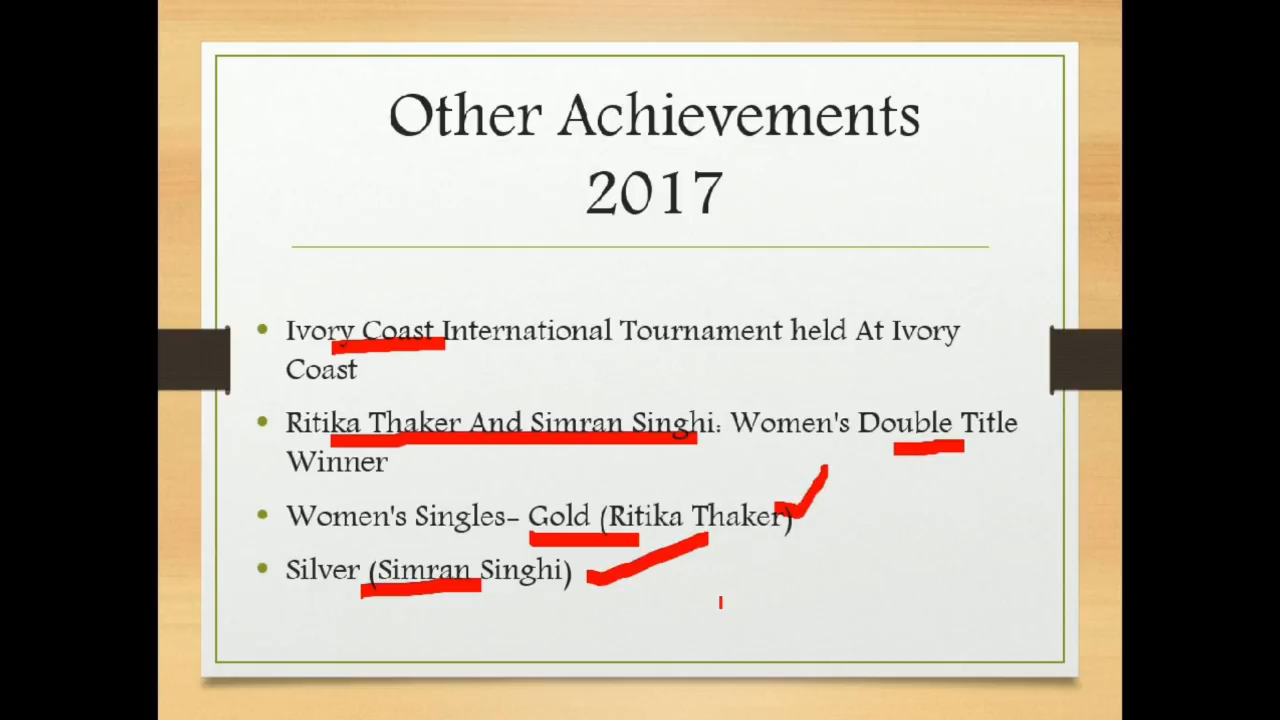 Other Achievements
2017
• Ivory Coast International Tournament held At Ivory
Coast
• Ritika Thaker And Simran Singhi: Women's Double Title
Winner
• Women's Singles- Gold (Ritika Thaker)
• Silver (Simran Singhi)